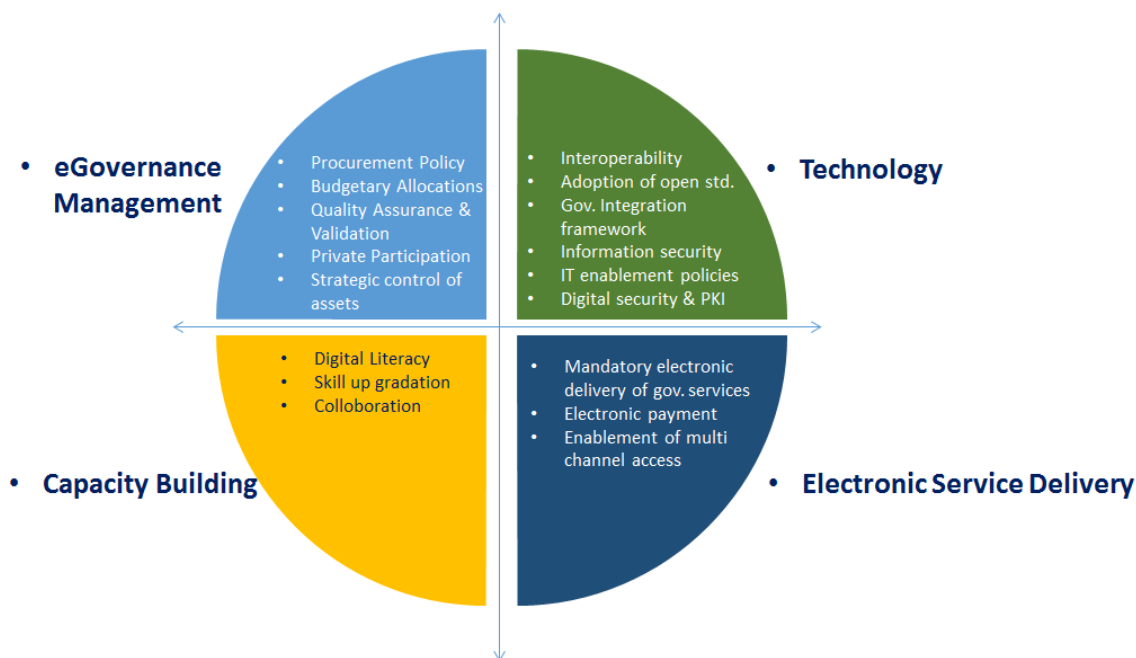 • eGovernance
Management
• Procurement Policy
• Budgetary Allocations
• Quality Assurance &
Validation
• Private Participation
• Strategic control of
assets
• Interoperability
• Adoption of open std.
• Gov. Integration
framework
• Information security
• IT enablement policies
• Digital security & PKI
• Technology
• Capacity Building
• Digital Literacy
• Skill up gradation
• Colloboration
• Mandatory electronic
delivery of gov. services
• Electronic payment
• Enablement of multi
channel access
• Electronic Service Delivery